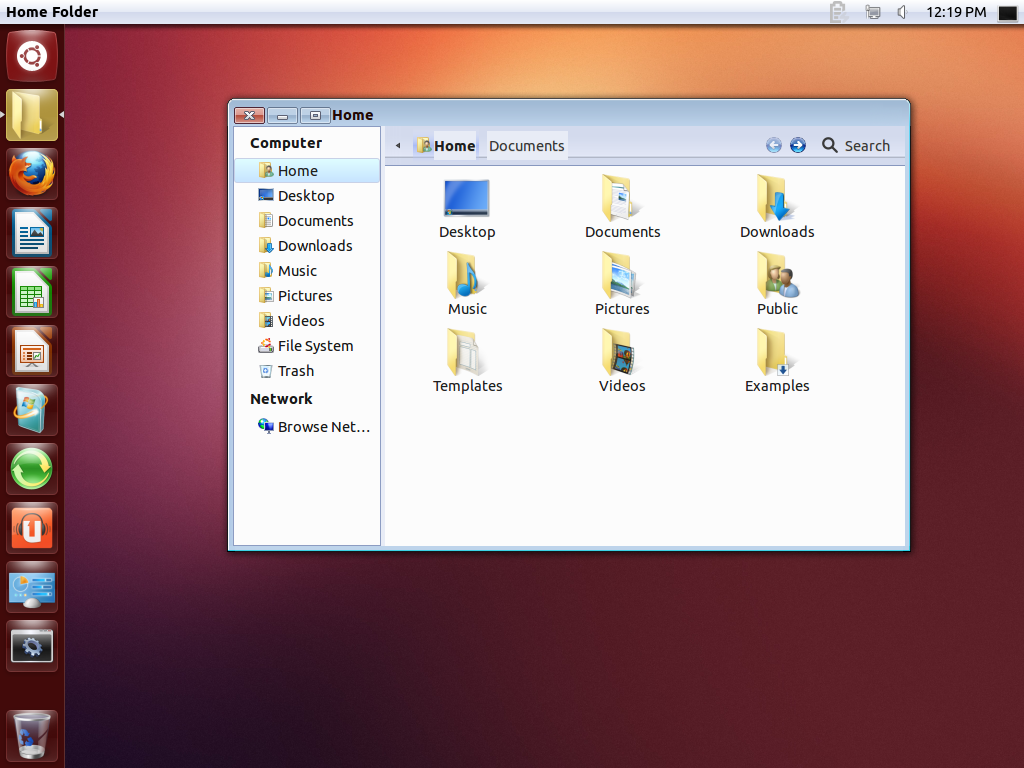 Home Folder
12:19 PM
Home
Computer
Home
Desktop
Documents
Downloads
Music
Pictures
Videos
File System
Trash
Network
Browse Net...
Home Documents Search
Desktop Documents Downloads
Music Pictures Public
Templates Videos Examples
U